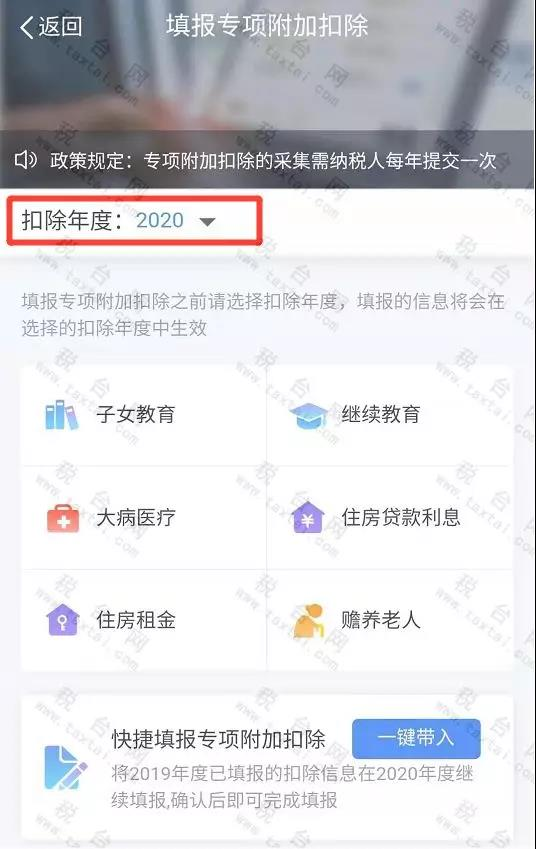 返回
填报专项附加扣除
政策规定：专项附加扣除的采集需纳税人每年提交一次
扣除年度：2020
填报专项附加扣除之前请选择扣除年度，填报的信息将会在
选择的扣除年度中生效
子女教育
继续教育
大病医疗
住房贷款利息
住房租金
赡养老人
快捷填报专项附加扣除
一键带入
将2019年度已填报的扣除信息在2020年度继
续填报,确认后即可完成填报
税台网
www.taxtai.com